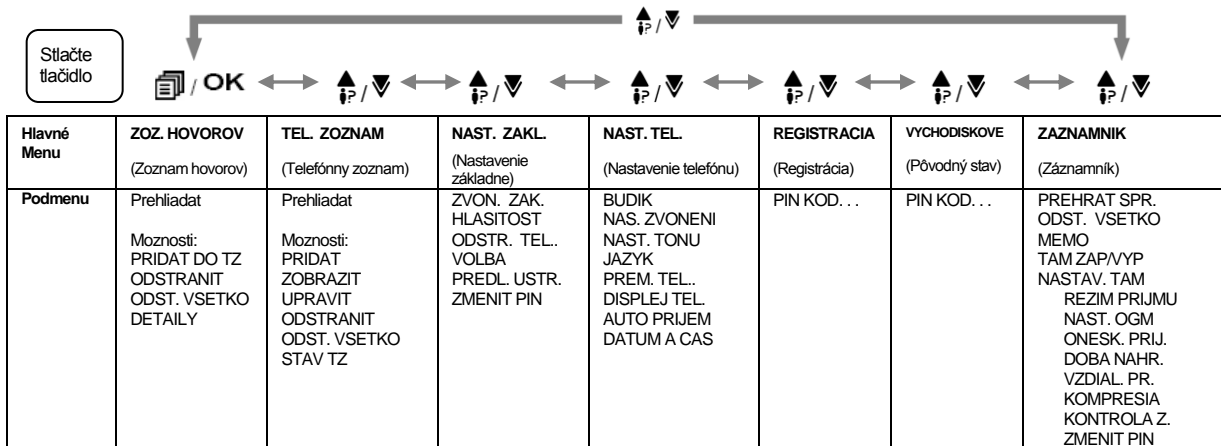 /
Stlačte
tlačidlo
/ OK / / / / / /
Hlavné
Menu
ZOZ. HOVOROV
(Zoznam hovorov)
TEL. ZOZNAM
(Telefónny zoznam)
NAST. ZAKL.
(Nastavenie
základne)
NAST. TEL.
(Nastavenie telefónu)
REGISTRACIA
(Registrácia)
VYCHODISKOVE
(Pôvodný stav)
ZAZNAMNIK
(Záznamník)
Podmenu
Prehliadat
Moznosti:
PRIDAT DO TZ
ODSTRANIT
ODST. VSETKO
DETAILY
Prehliadat
Moznosti:
PRIDAT
ZOBRAZIT
UPRAVIT
ODSTRANIT
ODST. VSETKO
STAV TZ
ZVON. ZAK.
HLASITOST
ODSTR. TEL..
VOLBA
PREDL. USTR.
ZMENIT PIN
BUDIK
NAS. ZVONENI
NAST. TONU
JAZYK
PREM. TEL..
DISPLEJ TEL.
AUTO PRIJEM
DATUM A CAS
PIN KOD. . .
PIN KOD. . .
PREHRAT SPR.
ODST. VSETKO
MEMO
TAM ZAP/VYP
NASTAV. TAM
REZIM PRIJMU
NAST. OGM
ONESK. PRIJ.
DOBA NAHR.
VZDIAL. PR.
KOMPRESIA
KONTROLA Z.
ZMENIT PIN